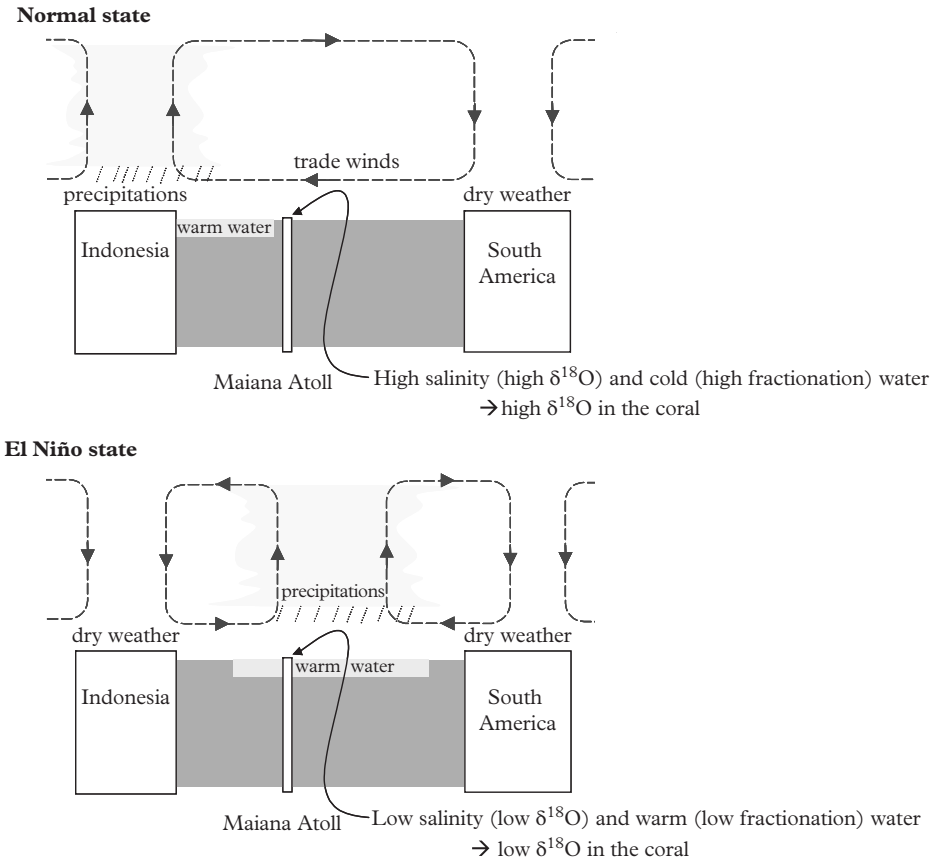 Normal state
trade winds
precipitations
dry weather
warm water
Indonesia
South
America
Maiana Atoll
High salinity (high δ¹⁸O) and cold (high fractionation) water
→ high δ¹⁸O in the coral
El Niño state
precipitations
dry weather
dry weather
warm water
Indonesia
South
America
Maiana Atoll
Low salinity (low δ¹⁸O) and warm (low fractionation) water
→ low δ¹⁸O in the coral